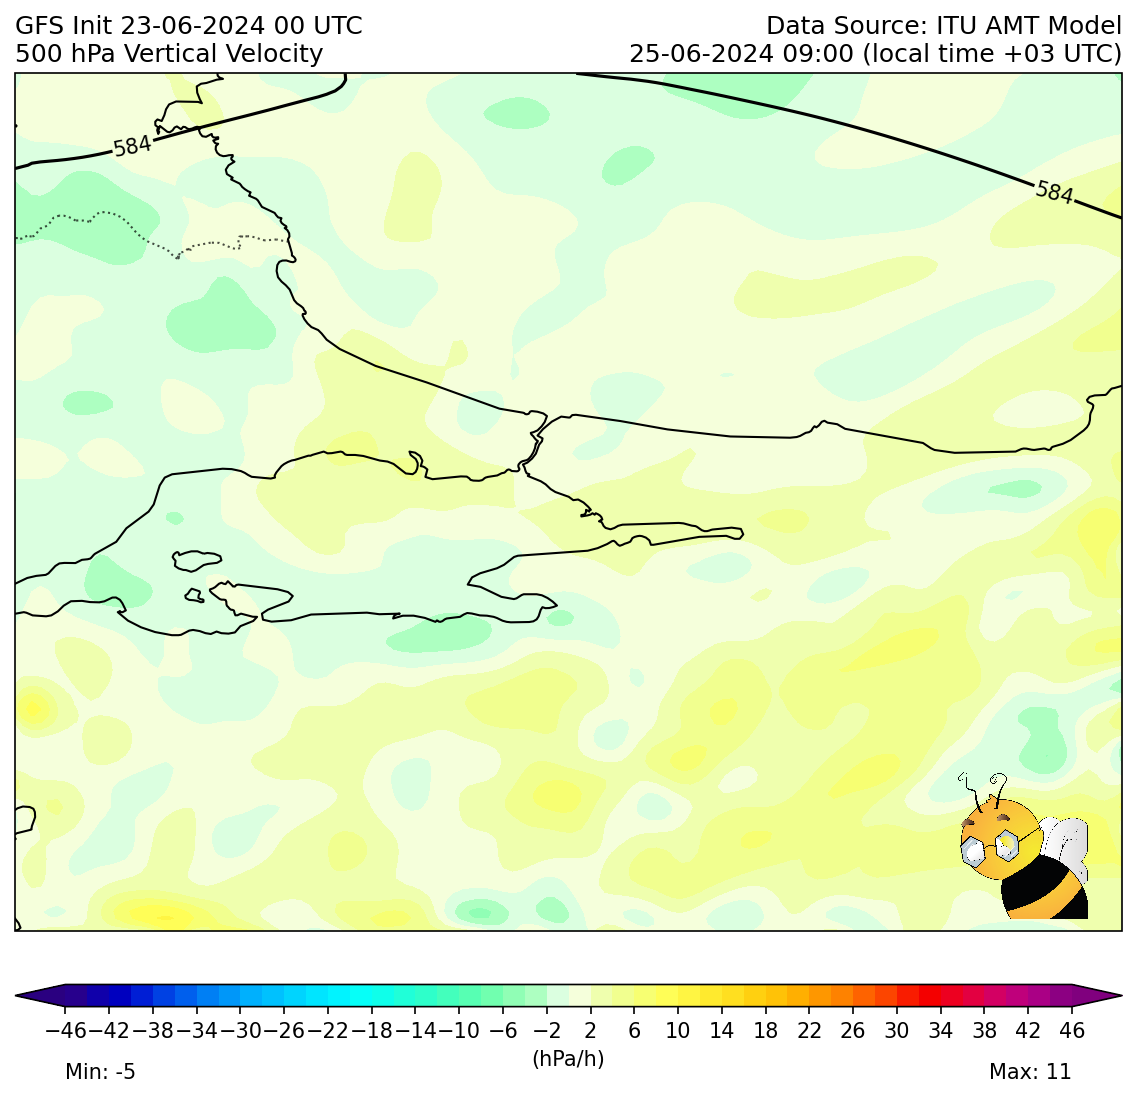 GFS Init 23-06-2024 00 UTC
Data Source: ITU AMT Model
500 hPa Vertical Velocity
25-06-2024 09:00 (local time +03 UTC)
584
584
−46 −42 −38 −34 −30 −26 −22 −18 −14 −10 −6 −2 2 6 10 14 18 22 26 30 34 38 42 46
(hPa/h)
Min: -5
Max: 11